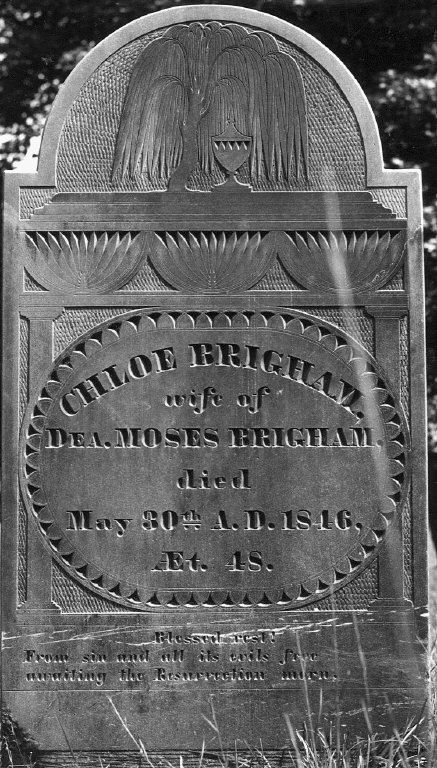 CHLOE BRIGHAM,
wife of
DEA. MOSES BRIGHAM.
died
May 30th A.D. 1846,
Æt. 48.
Blessed rest!
From sin and all its evils free
awaiting the Resurrection morn.